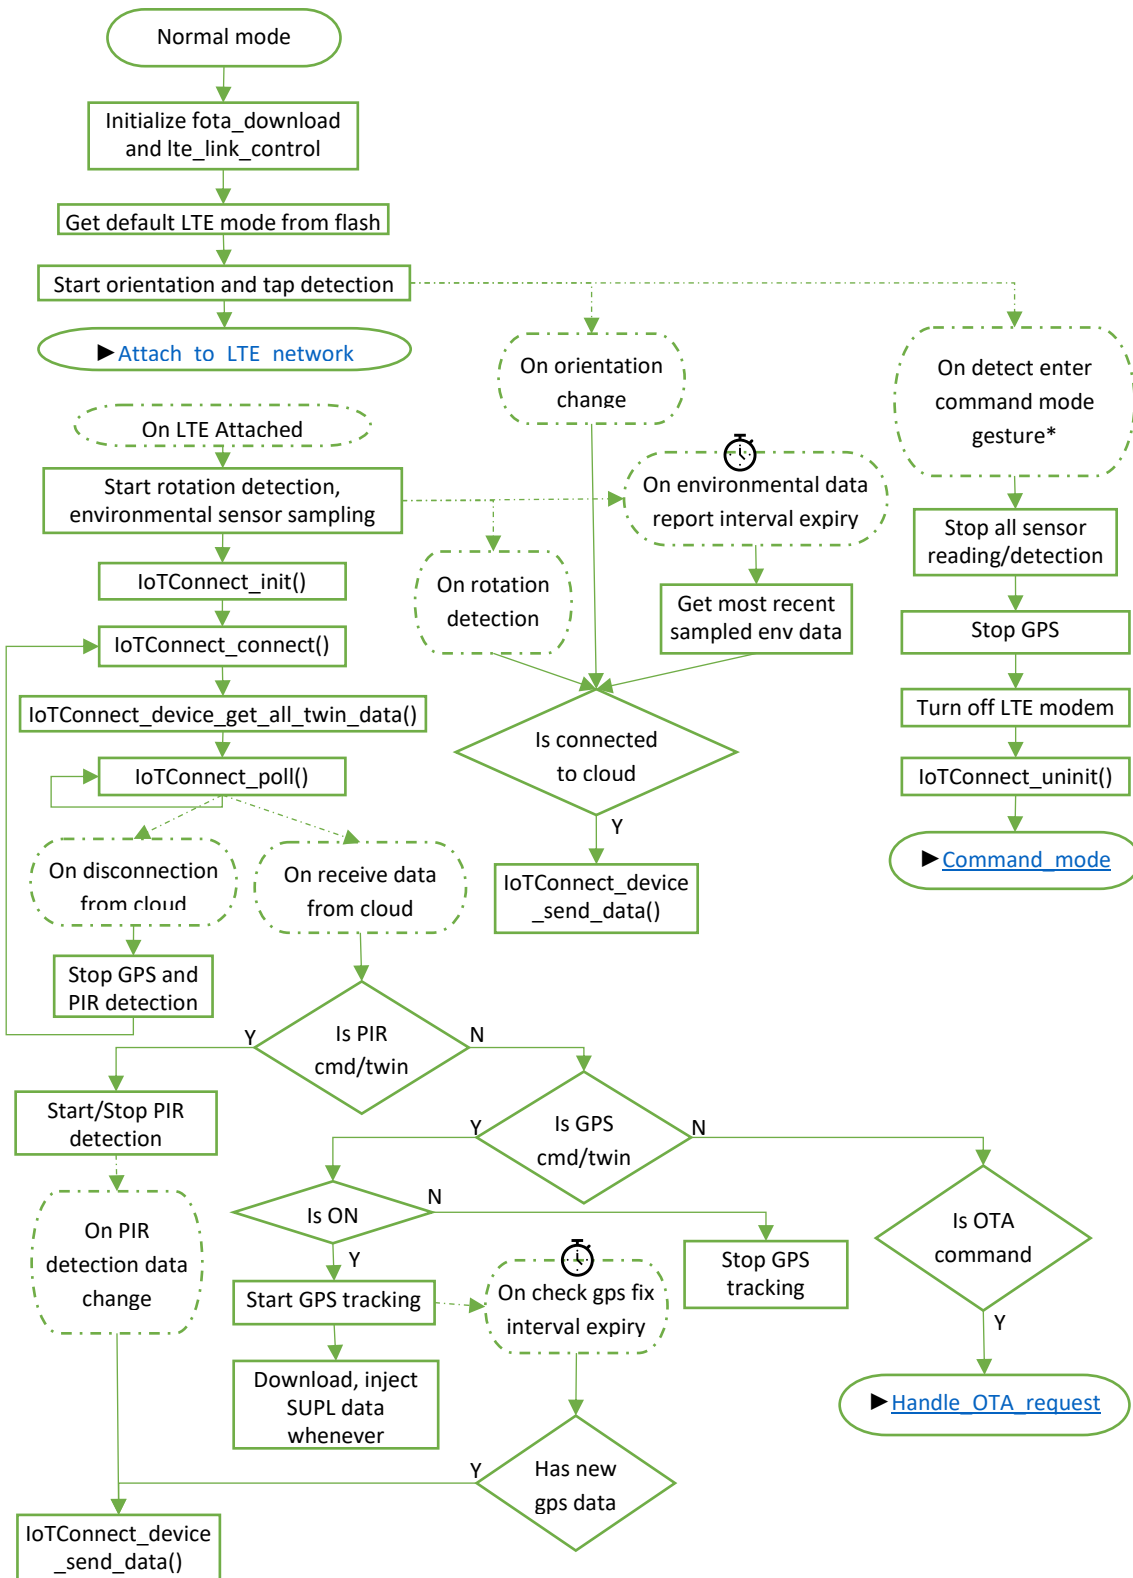 Normal mode
Initialize fota_download
and lte_link_control
Get default LTE mode from flash
Start orientation and tap detection
►Attach to LTE network
On orientation
change
On detect enter
command mode
gesture*
On LTE Attached
Start rotation detection,
environmental sensor sampling
On environmental data
report interval expiry
Stop all sensor
reading/detection
IoTConnect_init()
On rotation
detection
Get most recent
sampled env data
Stop GPS
IoTConnect_connect()
IoTConnect_device_get_all_twin_data()
Turn off LTE modem
Is connected
to cloud
IoTConnect_poll()
IoTConnect_uninit()
Y
►Command_mode
On disconnection
from cloud
On receive data
from cloud
IoTConnect_device
_send_data()
Stop GPS and
PIR detection
Y
Is PIR
cmd/twin
N
Start/Stop PIR
detection
Y
Is GPS
cmd/twin
N
Is ON
N
Y
On PIR
detection data
change
Is OTA
command
Stop GPS
tracking
Start GPS tracking
On check gps fix
interval expiry
Y
Download, inject
SUPL data
whenever
►Handle_OTA_request
Y
Has new
gps data
IoTConnect_device
_send_data()